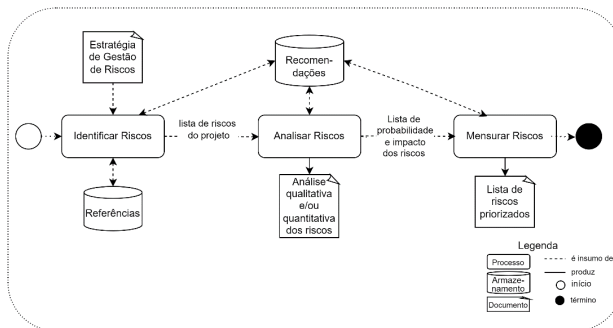 Estratégia
de Gestão
de Riscos
Recomen-
dações
Identificar Riscos
lista de riscos
do projeto
Analisar Riscos
Lista de
probabilidade
e impacto
dos riscos
Mensurar Riscos
Referências
Análise
qualitativa
e/ou
quantitativa
dos riscos
Lista de
riscos
priorizados
Legenda
Processo
é insumo de
Armaze-
namento
produz
início
Documento
término